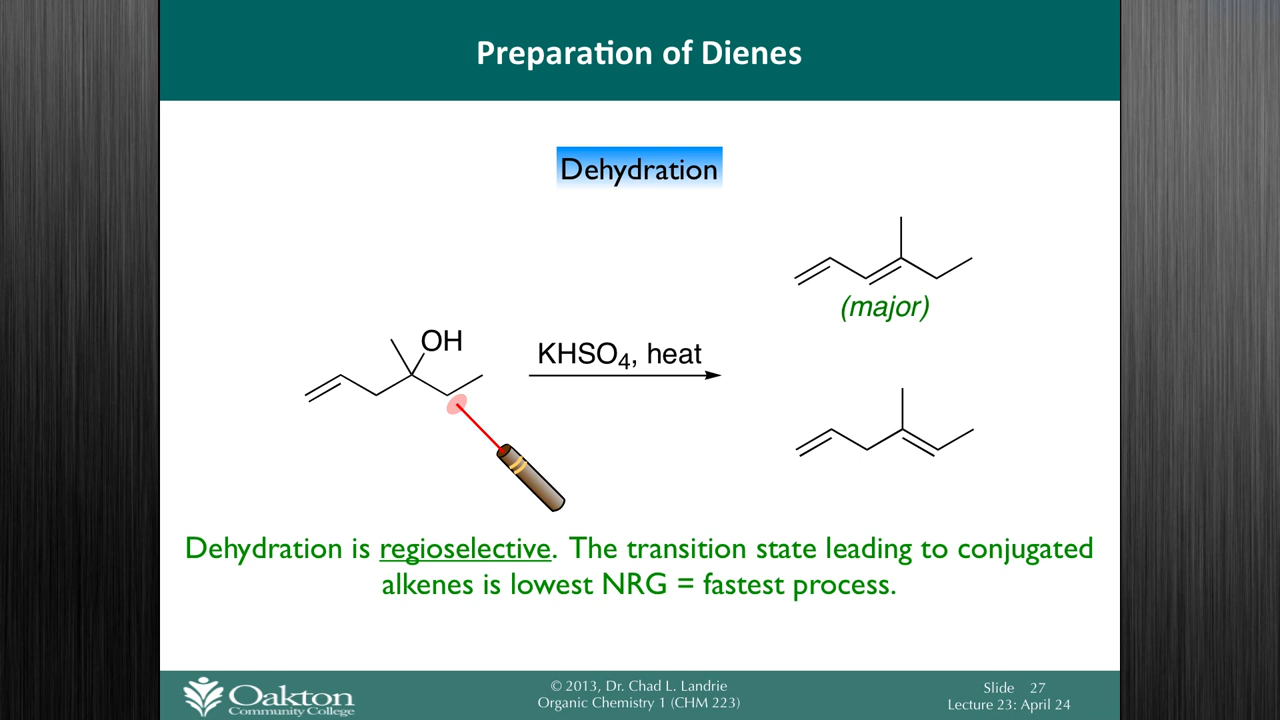 Preparation of Dienes
Dehydration
(major)
OH
KHSO4, heat
Dehydration is regioselective. The transition state leading to conjugated
alkenes is lowest NRG = fastest process.
Oakton
Community College
© 2013, Dr. Chad L. Landrie
Organic Chemistry 1 (CHM 223)
Slide 27
Lecture 23: April 24